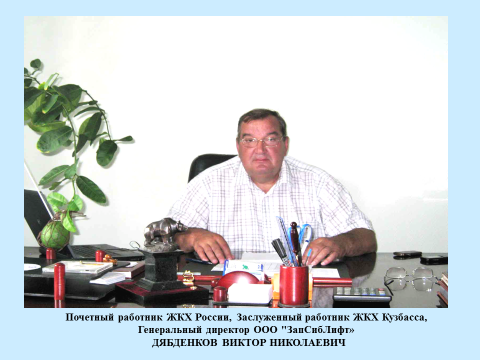 Почетный работник ЖКХ России, Заслуженный работник ЖКХ Кузбасса,
Генеральный директор ООО "ЗапСибЛифт»
ДЯБДЕНКОВ ВИКТОР НИКОЛАЕВИЧ